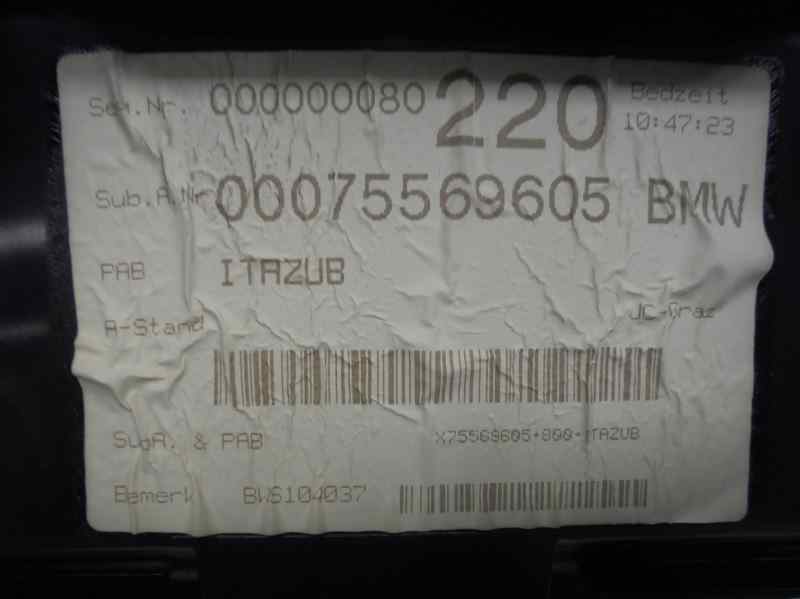 Ser.Nr. 000000080 220 Bedzeit
10:47:23
Sub.A.Nr 00075569605 BMW
PAB ITAZUB
A-Stand JC-Graz
SubA. & PAB X75569605-800-ITAZUB
Bemerk BWS104037